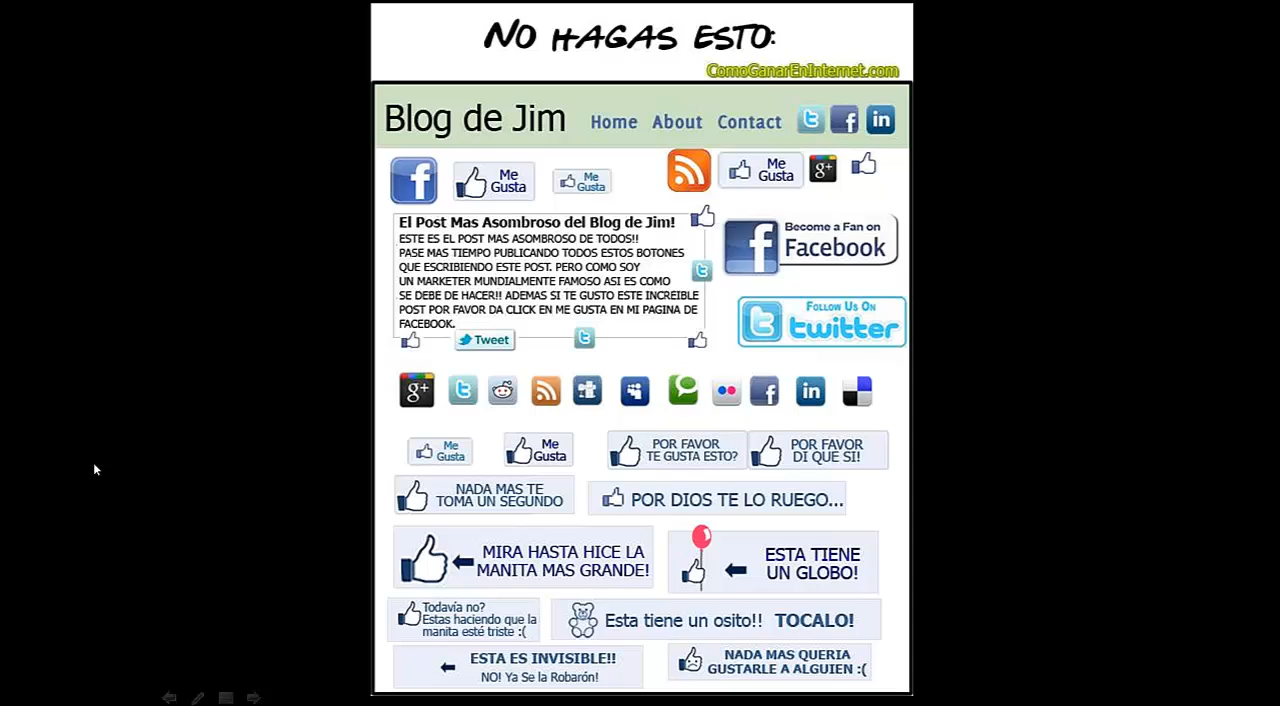 NO HAGAS ESTO:
ComoGanarEnInternet.com
Blog de Jim
Home About Contact
Me
Gusta
Me
Gusta
Me
Gusta
g+
El Post Mas Asombroso del Blog de Jim!
ESTE ES EL POST MAS ASOMBROSO DE TODOS!!
PASE MAS TIEMPO PUBLICANDO TODOS ESTOS BOTONES
QUE ESCRIBIENDO ESTE POST. PERO COMO SOY
UN MARKETER MUNDIALMENTE FAMOSO ASI ES COMO
SE DEBE DE HACER!! ADEMAS SI TE GUSTO ESTE INCREIBLE
POST POR FAVOR DA CLICK EN ME GUSTA EN MI PAGINA DE
FACEBOOK.
Tweet
Become a Fan on
Facebook
FOLLOW US ON
twitter
g+
in
Me
Gusta
Me
Gusta
POR FAVOR
TE GUSTA ESTO?
POR FAVOR
DI QUE SI!
NADA MAS TE
TOMA UN SEGUNDO
POR DIOS TE LO RUEGO...
MIRA HASTA HICE LA
MANITA MAS GRANDE!
ESTA TIENE
UN GLOBO!
Todavía no?
Estas haciendo que la
manita esté triste :(
Esta tiene un osito!! TOCALO!
ESTA ES INVISIBLE!!
NO! Ya Se la Robarón!
NADA MAS QUERIA
GUSTARLE A ALGUIEN :(